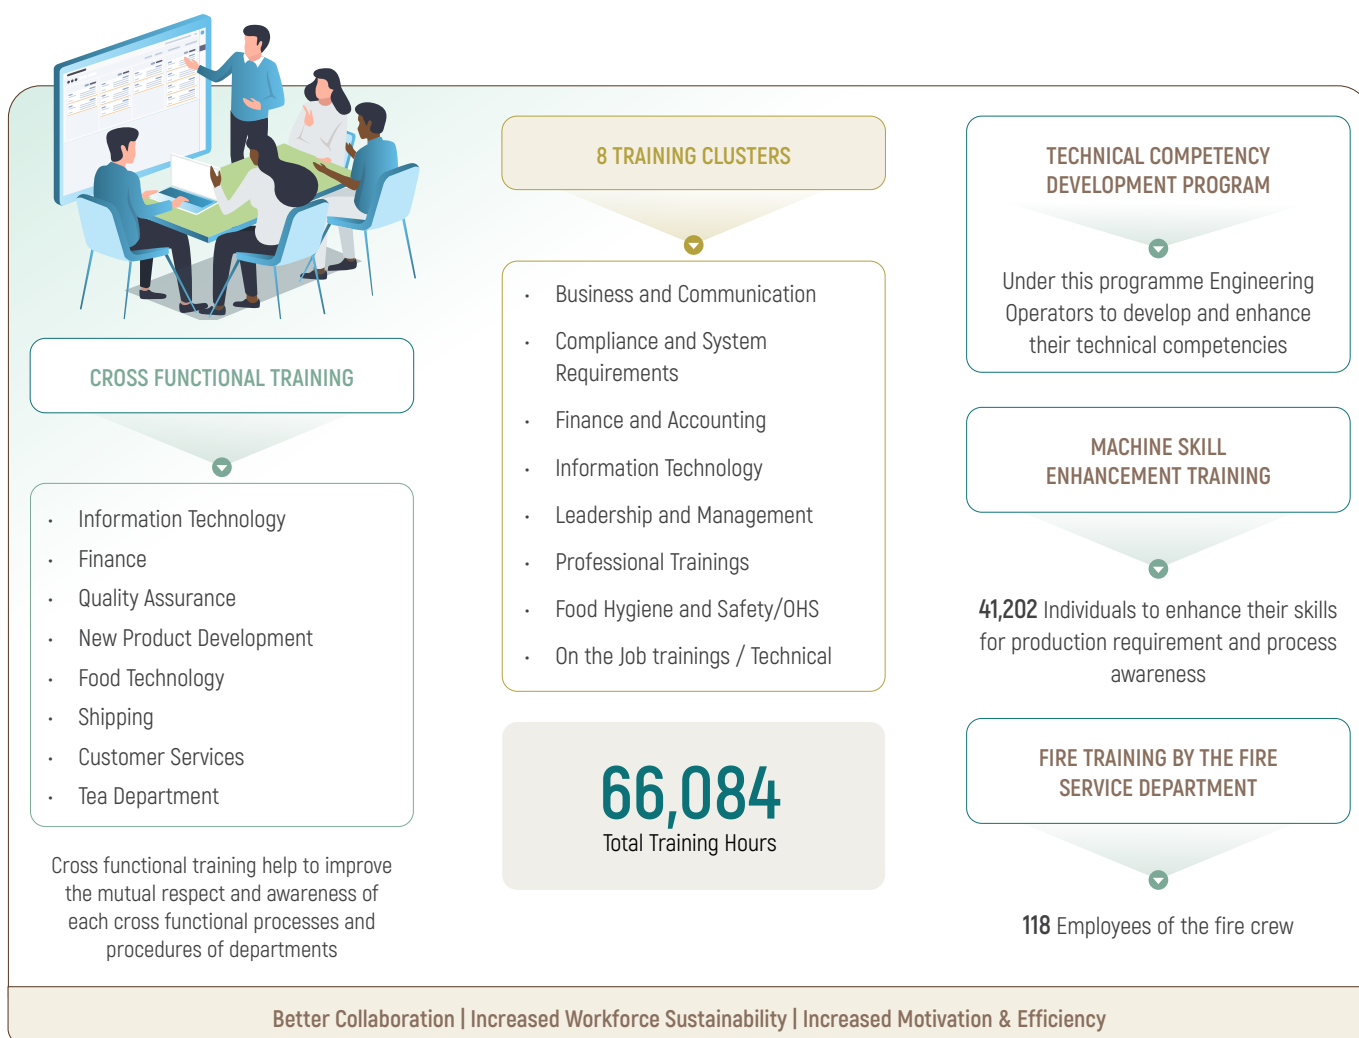 CROSS FUNCTIONAL TRAINING
· Information Technology
· Finance
· Quality Assurance
· New Product Development
· Food Technology
· Shipping
· Customer Services
· Tea Department
Cross functional training help to improve
the mutual respect and awareness of
each cross functional processes and
procedures of departments
8 TRAINING CLUSTERS
· Business and Communication
· Compliance and System
Requirements
· Finance and Accounting
· Information Technology
· Leadership and Management
· Professional Trainings
· Food Hygiene and Safety/OHS
· On the Job trainings / Technical
66,084
Total Training Hours
TECHNICAL COMPETENCY
DEVELOPMENT PROGRAM
Under this programme Engineering
Operators to develop and enhance
their technical competencies
MACHINE SKILL
ENHANCEMENT TRAINING
41,202 Individuals to enhance their skills
for production requirement and process
awareness
FIRE TRAINING BY THE FIRE
SERVICE DEPARTMENT
118 Employees of the fire crew
Better Collaboration | Increased Workforce Sustainability | Increased Motivation & Efficiency